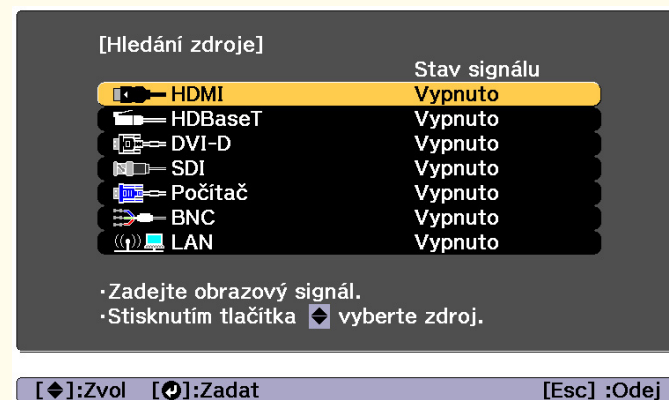 [Hledání zdroje]
Stav signálu
HDMI Vypnuto
HDBaseT Vypnuto
DVI-D Vypnuto
SDI Vypnuto
Počítač Vypnuto
BNC Vypnuto
LAN Vypnuto
·Zadejte obrazový signál.
·Stisknutím tlačítka vyberte zdroj.
[◆]:Zvol [↵]:Zadat [Esc] :Odej